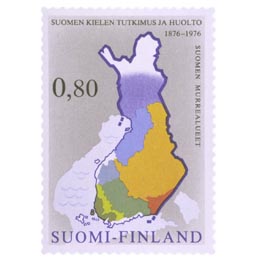 SUOMEN KIELEN TUTKIMUS JA HUOLTO
1876-1976
0,80
SUOMEN MURREALUEET
SUOMI-FINLAND